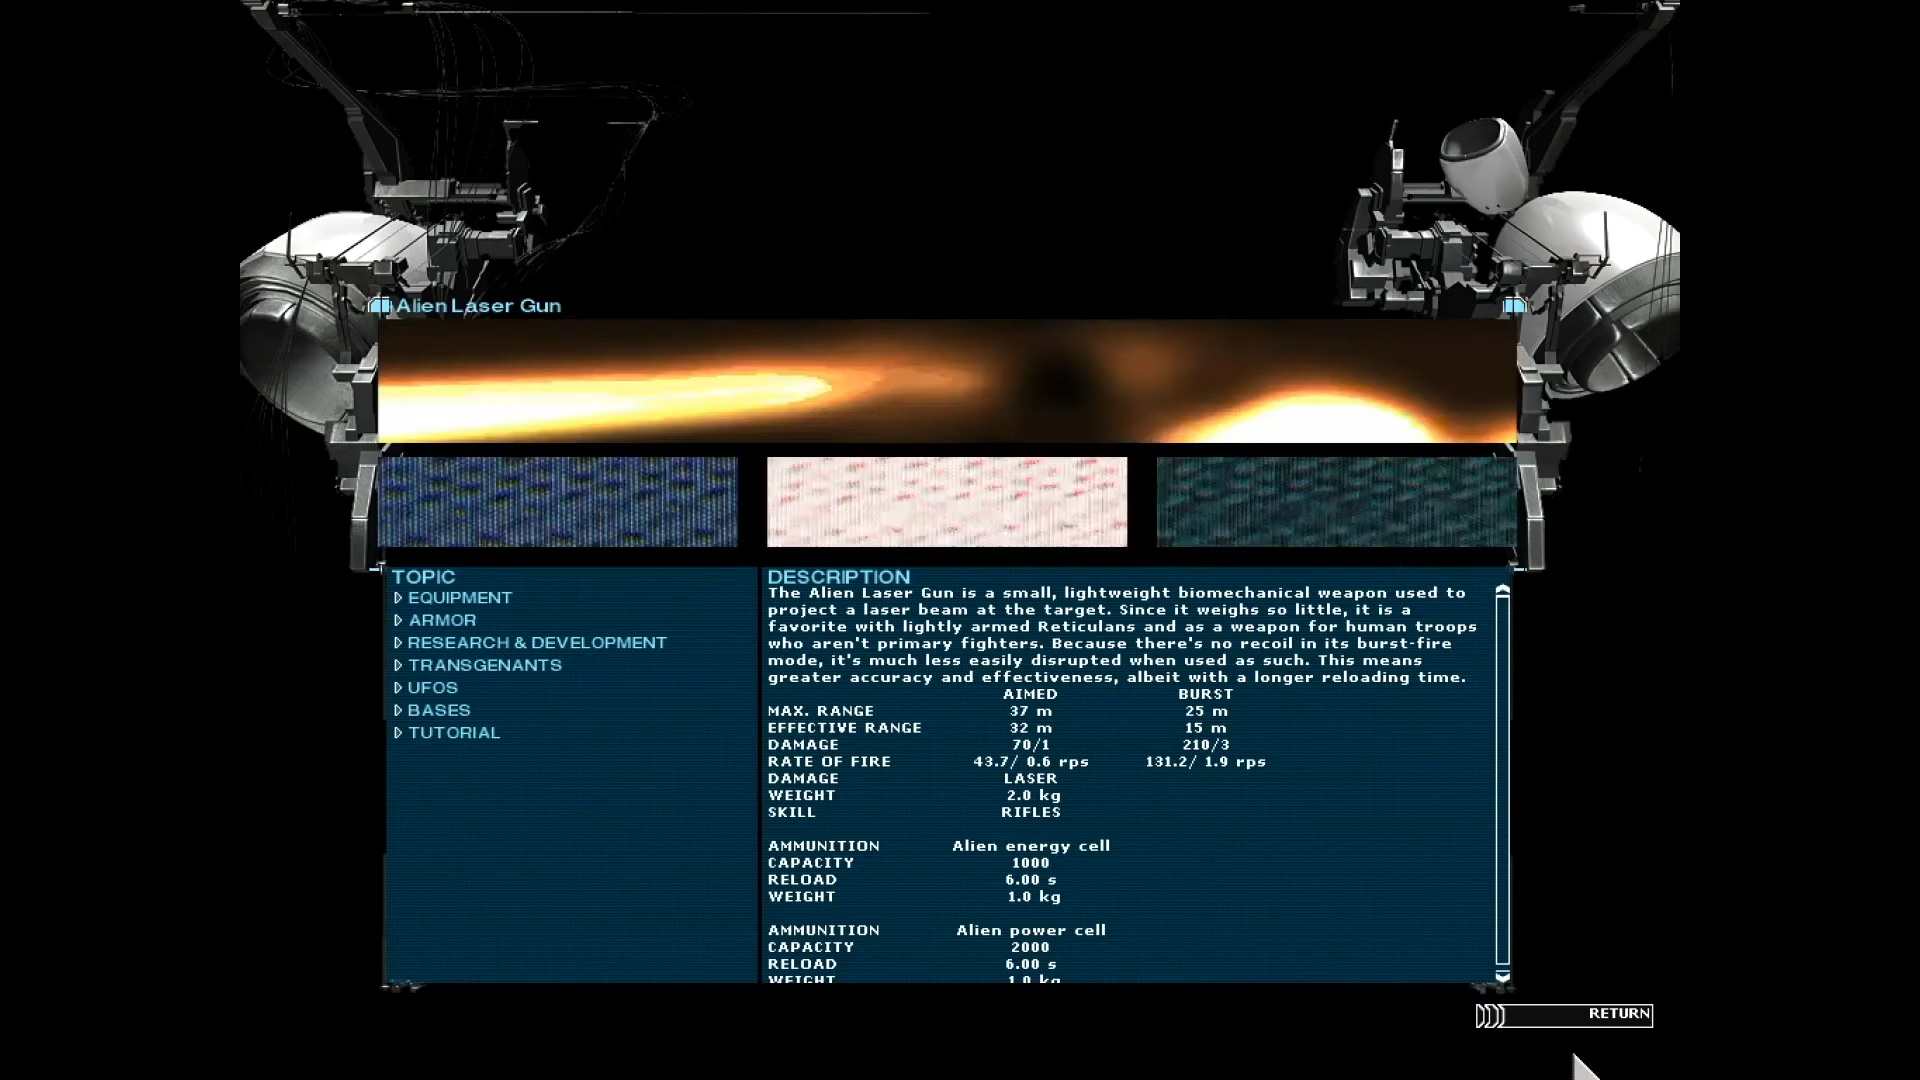 Alien Laser Gun
TOPIC
EQUIPMENT
ARMOR
RESEARCH & DEVELOPMENT
TRANSGENANTS
UFOS
BASES
TUTORIAL
DESCRIPTION
The Alien Laser Gun is a small, lightweight biomechanical weapon used to
project a laser beam at the target. Since it weighs so little, it is a
favorite with lightly armed Reticulans and as a weapon for human troops
who aren't primary fighters. Because there's no recoil in its burst-fire
mode, it's much less easily disrupted when used as such. This means
greater accuracy and effectiveness, albeit with a longer reloading time.
AIMED BURST
MAX. RANGE 37 m 25 m
EFFECTIVE RANGE 32 m 15 m
DAMAGE 70/1 210/3
RATE OF FIRE 43.7/ 0.6 rps 131.2/ 1.9 rps
DAMAGE LASER
WEIGHT 2.0 kg
SKILL RIFLES
AMMUNITION Alien energy cell
CAPACITY 1000
RELOAD 6.00 s
WEIGHT 1.0 kg
AMMUNITION Alien power cell
CAPACITY 2000
RELOAD 6.00 s
WEIGHT 1.0 kg
RETURN